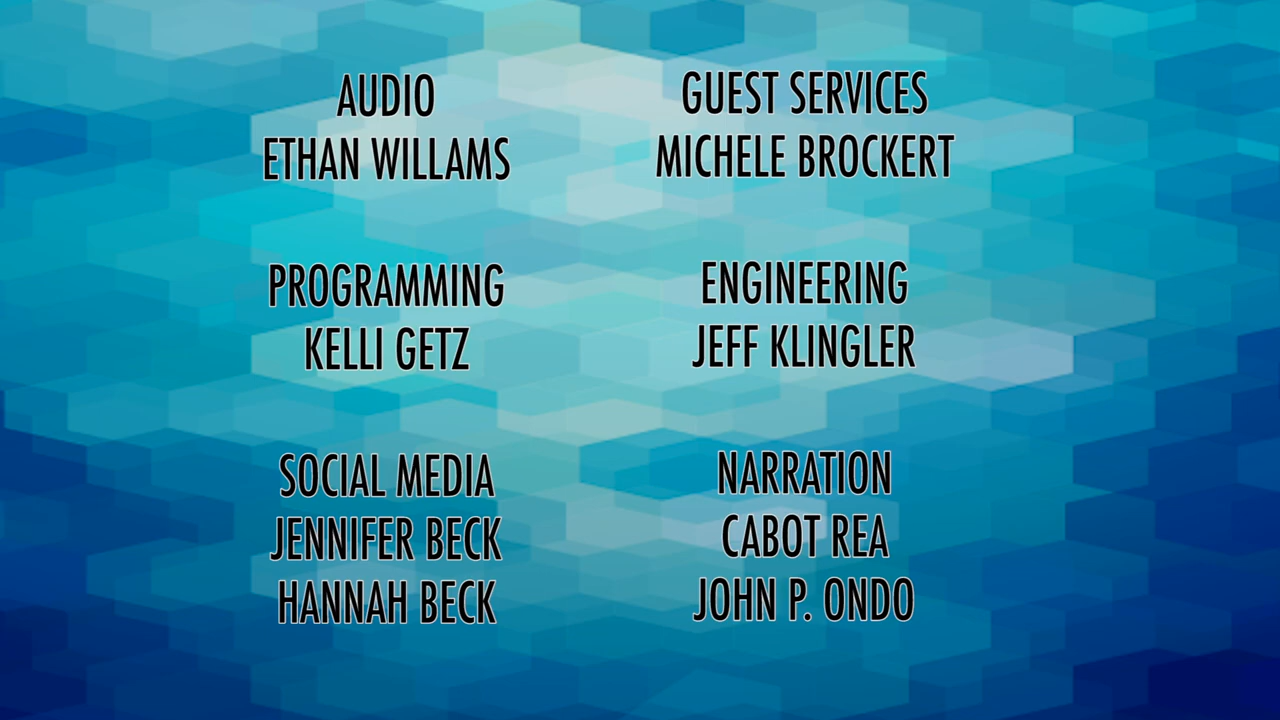 AUDIO
ETHAN WILLAMS
GUEST SERVICES
MICHELE BROCKERT
PROGRAMMING
KELLI GETZ
ENGINEERING
JEFF KLINGLER
SOCIAL MEDIA
JENNIFER BECK
HANNAH BECK
NARRATION
CABOT REA
JOHN P. ONDO